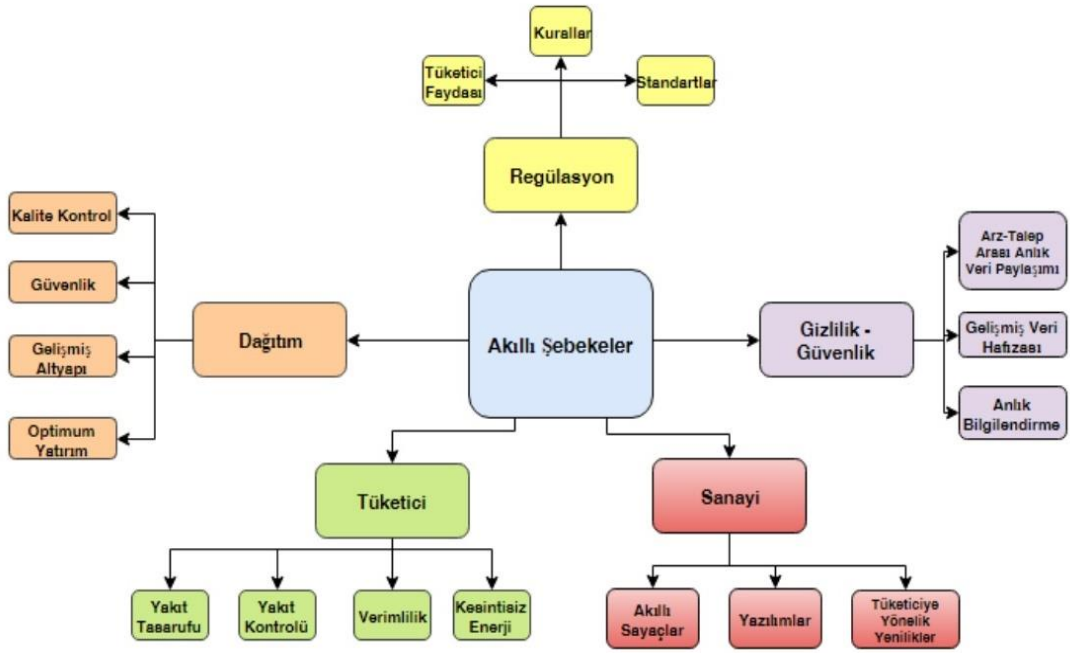 Kurallar
Tüketici
Faydası
Standartlar
Regülasyon
Kalite Kontrol
Güvenlik
Gelişmiş
Altyapı
Optimum
Yatırım
Dağıtım
Akıllı Şebekeler
Gizlilik -
Güvenlik
Arz-Talep
Arası Anlık
Veri Paylaşımı
Gelişmiş Veri
Hafızası
Anlık
Bilgilendirme
Tüketici
Yakıt
Tasarufu
Yakıt
Kontrolü
Verimlilik
Kesintisiz
Enerji
Sanayi
Akıllı
Sayaçlar
Yazılımlar
Tüketiciye
Yönelik
Yenilikler